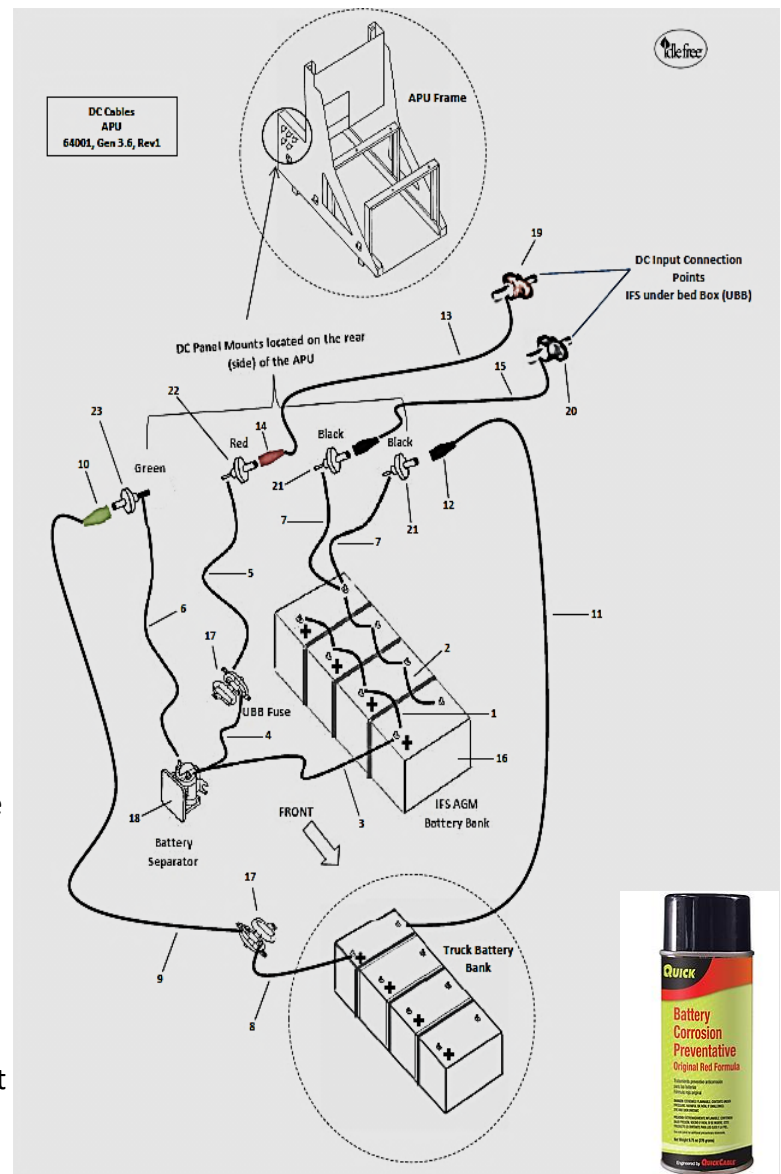 idlefree
DC Cables
APU
64001, Gen 3.6, Rev1
APU Frame
19
DC Input Connection
Points
IFS under bed Box (UBB)
13
DC Panel Mounts located on the rear
(side) of the APU
15
20
22
14
23
Red
Black
Black
10
Green
21
12
21
7
7
5
6
11
17
2
UBB Fuse
1
4
16
e
18
3
IFS AGM
Battery Bank
FRONT
Battery
Separator
17
Truck Battery
Bank
9
8
t
QUICK
Battery
Corrosion
Preventative
Original Red Formula
Engineered by QUICKCABLE